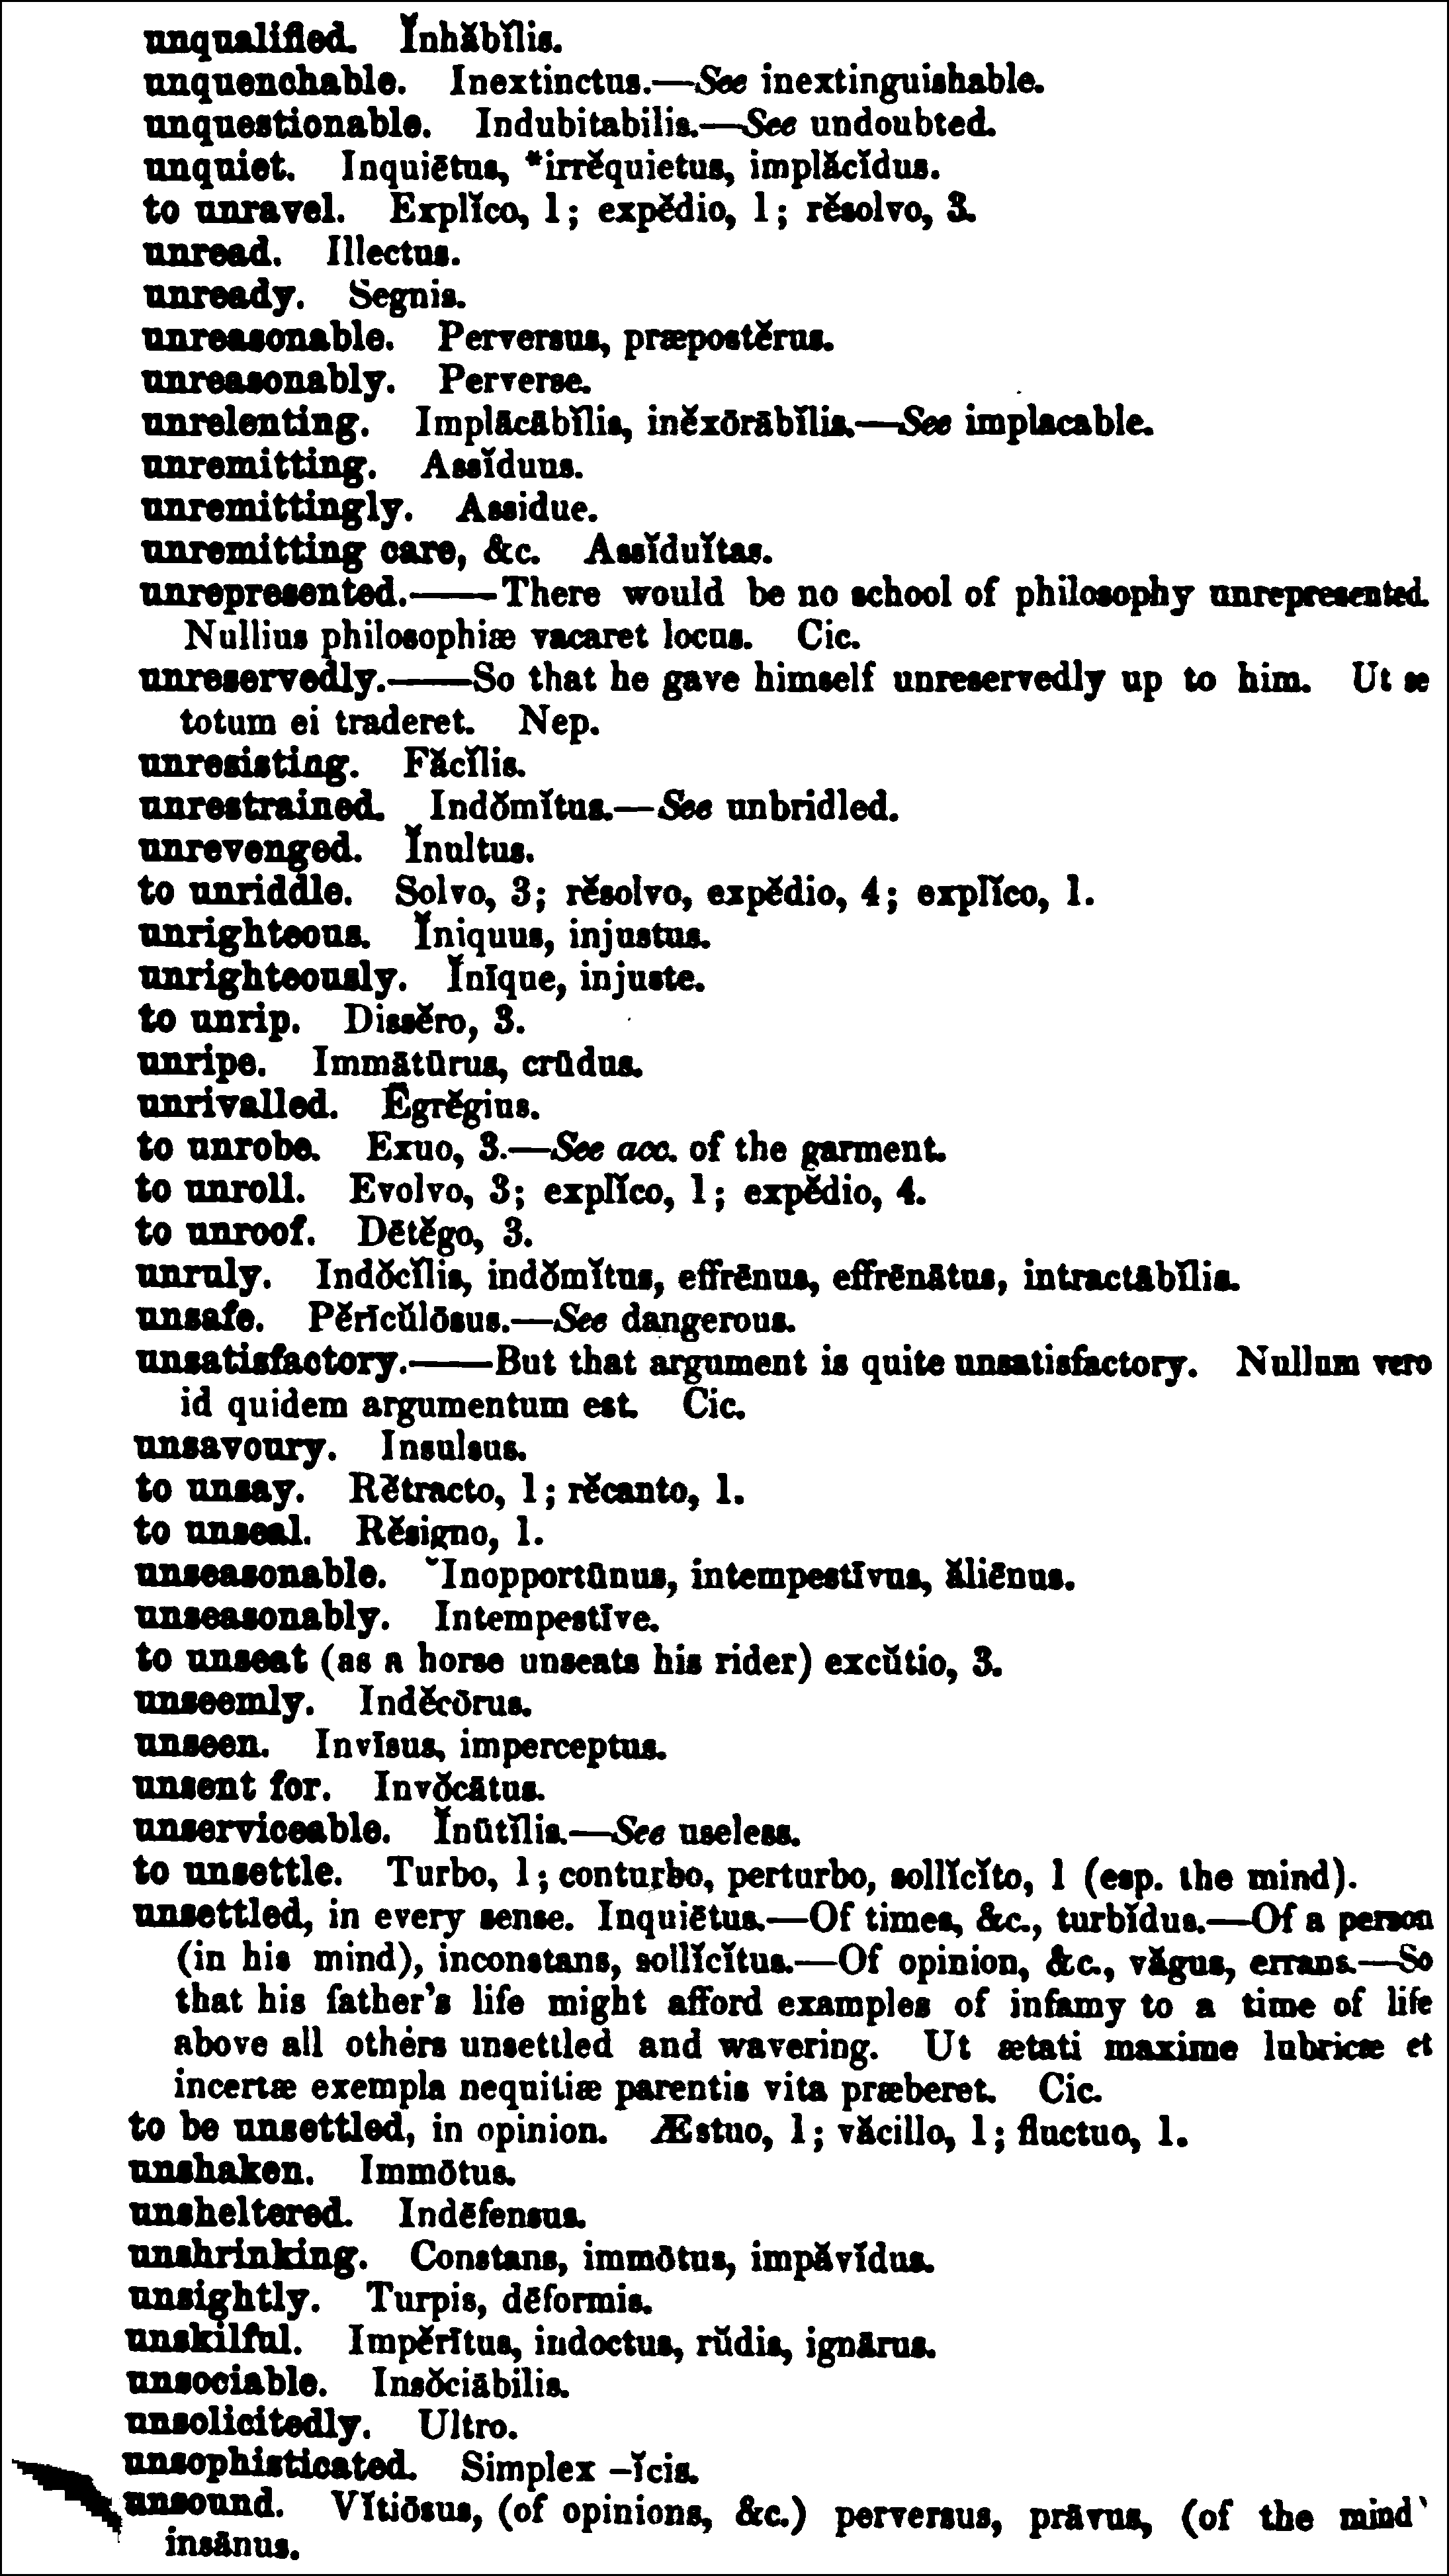 unqualified. Ĭnhăbĭlis.
unquenchable. Inextinctus.—See inextinguishable.
unquestionable. Indubitabilis.—See undoubted.
unquiet. Inquiētus, *irrĕquietus, implăcĭdus.
to unravel. Explĭco, 1; expĕdio, 1; rĕsolvo, 3.
unread. Illectus.
unready. Segnis.
unreasonable. Perversus, præpostĕrus.
unreasonably. Perverse.
unrelenting. Implācābĭlis, inĕxōrābĭlis.—See implacable.
unremitting. Assĭduus.
unremittingly. Assidue.
unremitting care, &c. Assĭduĭtas.
unrepresented.——There would be no school of philosophy unrepresented.
Nullius philosophiæ vacaret locus. Cic.
unreservedly.——So that he gave himself unreservedly up to him. Ut se
totum ei traderet. Nep.
unresisting. Făcĭlis.
unrestrained. Indŏmĭtus.—See unbridled.
unrevenged. Ĭnultus.
to unriddle. Solvo, 3; rĕsolvo, expĕdio, 4; explĭco, 1.
unrighteous. Ĭniquus, injustus.
unrighteously. Ĭnīque, injuste.
to unrip. Dissĕro, 3.
unripe. Immātūrus, crūdus.
unrivalled. Ēgrĕgius.
to unrobe. Exuo, 3.—See acc. of the garment.
to unroll. Evolvo, 3; explĭco, 1; expĕdio, 4.
to unroof. Dētĕgo, 3.
unruly. Indŏcĭlis, indŏmĭtus, effrēnus, effrēnātus, intractābĭlis.
unsafe. Pĕrīcŭlōsus.—See dangerous.
unsatisfactory.——But that argument is quite unsatisfactory. Nullum vero
id quidem argumentum est. Cic.
unsavoury. Insulsus.
to unsay. Rĕtracto, 1; rĕcanto, 1.
to unseal. Rĕsigno, 1.
unseasonable. ˘Inopportūnus, intempestīvus, ăliēnus.
unseasonably. Intempestīve.
to unseat (as a horse unseats his rider) excŭtio, 3.
unseemly. Indĕcōrus.
unseen. Invīsus, imperceptus.
unsent for. Invŏcātus.
unserviceable. Ĭnūtĭlis.—See useless.
to unsettle. Turbo, 1; conturbo, perturbo, sollĭcĭto, 1 (esp. the mind).
unsettled, in every sense. Inquiētus.—Of times, &c., turbĭdus.—Of a person
(in his mind), inconstans, sollĭcĭtus.—Of opinion, &c., văgus, errans.—So
that his father's life might afford examples of infamy to a time of life
above all others unsettled and wavering. Ut ætati maxime lubricæ et
incertæ exempla nequitiæ parentis vita præberet. Cic.
to be unsettled, in opinion. Æstuo, 1; văcillo, 1; fluctuo, 1.
unshaken. Immōtus.
unsheltered. Indēfensus.
unshrinking. Constans, immōtus, impăvĭdus.
unsightly. Turpis, dēformis.
unskilful. Impĕrītus, indoctus, rŭdis, ignārus.
unsociable. Insŏciābilis.
unsolicitedly. Ultro.
unsophisticated. Simplex –ĭcis.
unsound. Vĭtiōsus, (of opinions, &c.) perversus, prāvus, (of the mind)
insānus.